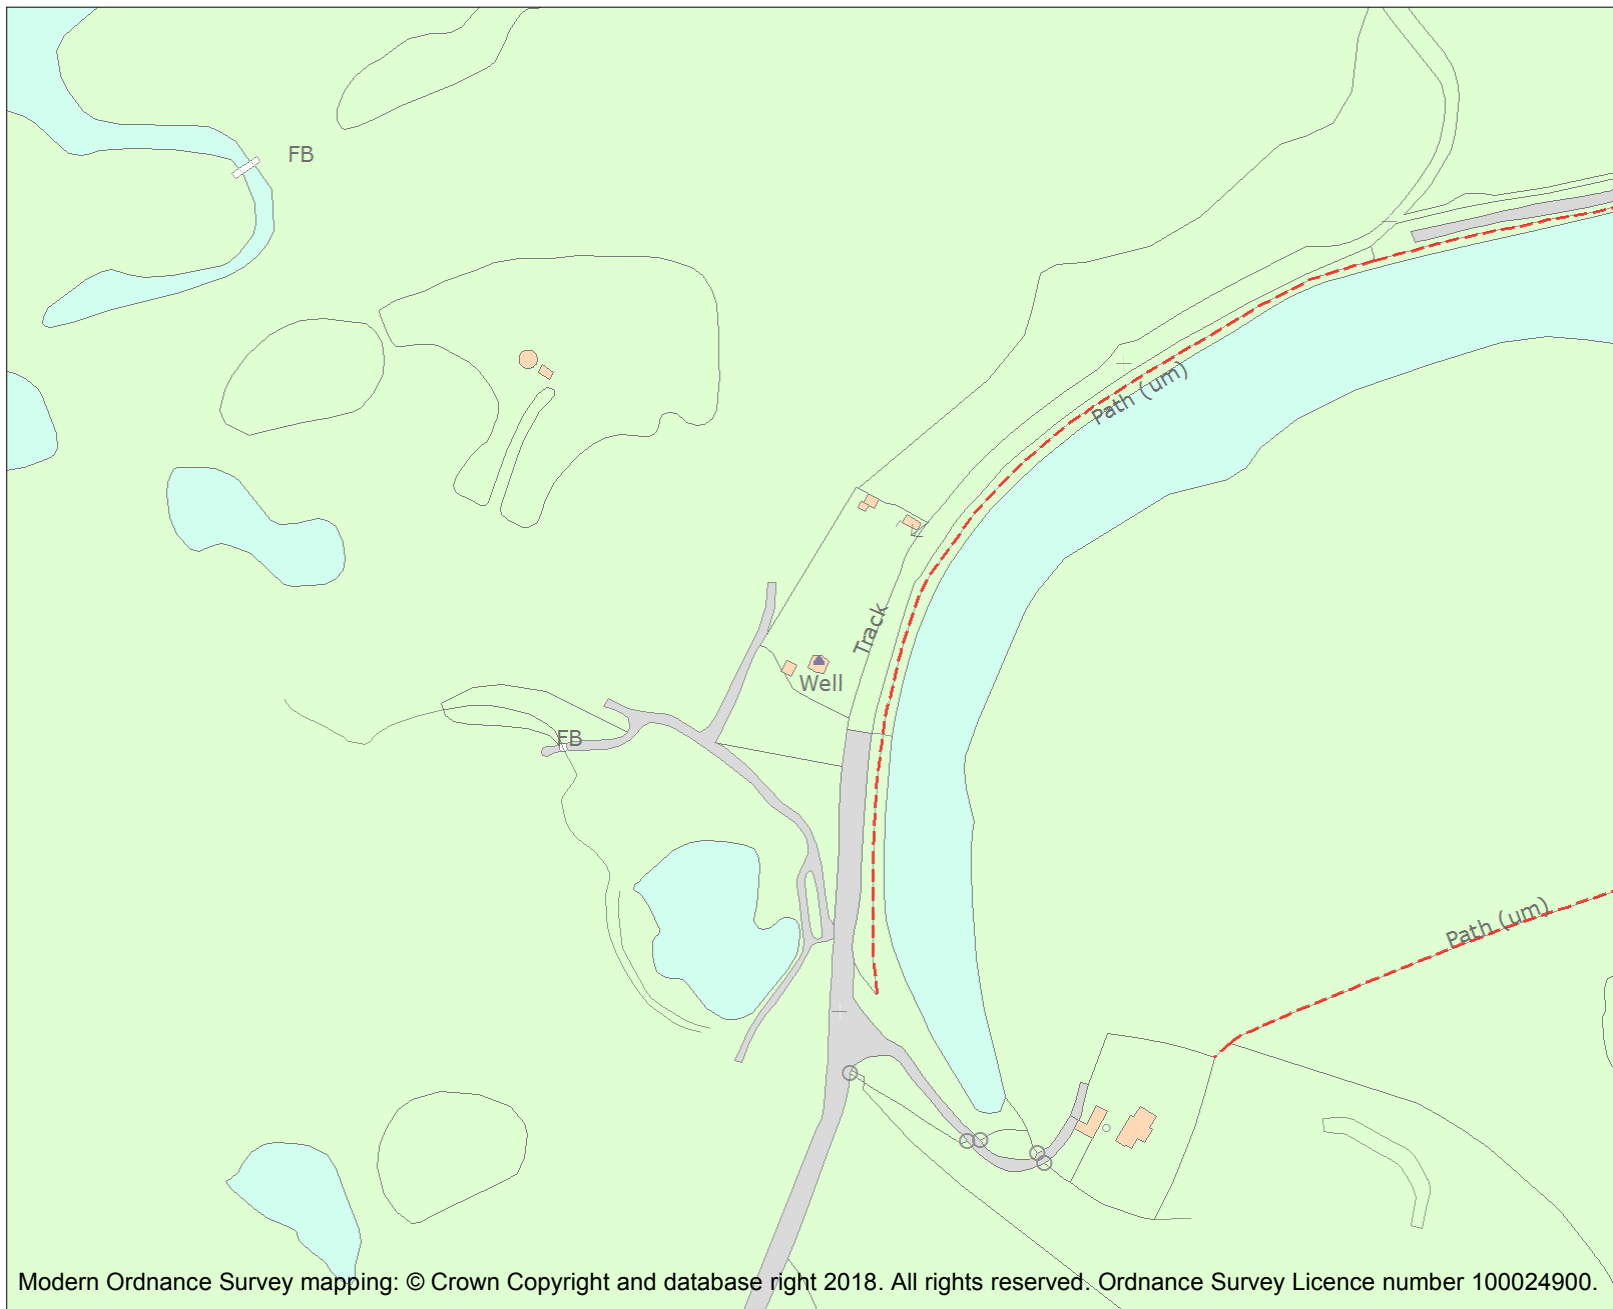 FB
Path (um)
Track
Well
FB
Path (um)
Modern Ordnance Survey mapping: © Crown Copyright and database right 2018. All rights reserved. Ordnance Survey Licence number 100024900.